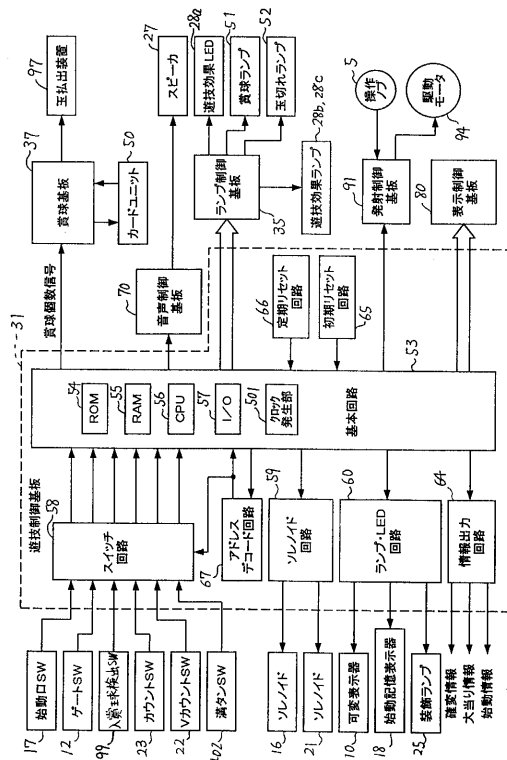 17
始動口SW
12
ゲートSW
99
入賞球検出SW
23
カウントSW
22
VカウントSW
402
満タンSW
16
ソレノイド
21
ソレノイド
10
可変表示器
18
始動記憶表示器
25
装飾ランプ
確変情報
大当り情報
始動情報
遊技制御基板
31
58
スイッチ
回路
67
アドレス
デコード回路
59
ソレノイド
回路
60
ランプ・LED
回路
64
情報出力
回路
54
ROM
55
RAM
56
CPU
57
I/O
501
クロック
発生部
基本回路
53
賞球個数信号
66
定期リセット
回路
初期リセット
回路
65
70
音声制御
基板
37
賞球基板
97
玉払出装置
50
カードユニット
27
スピーカ
28a
遊技効果LED
51
賞球ランプ
52
玉切れランプ
ランプ制御
基板
35
遊技効果ランプ
28b, 28c
91
発射制御
基板
操作
ノブ
5
駆動
モータ
94
80
表示制御
基板